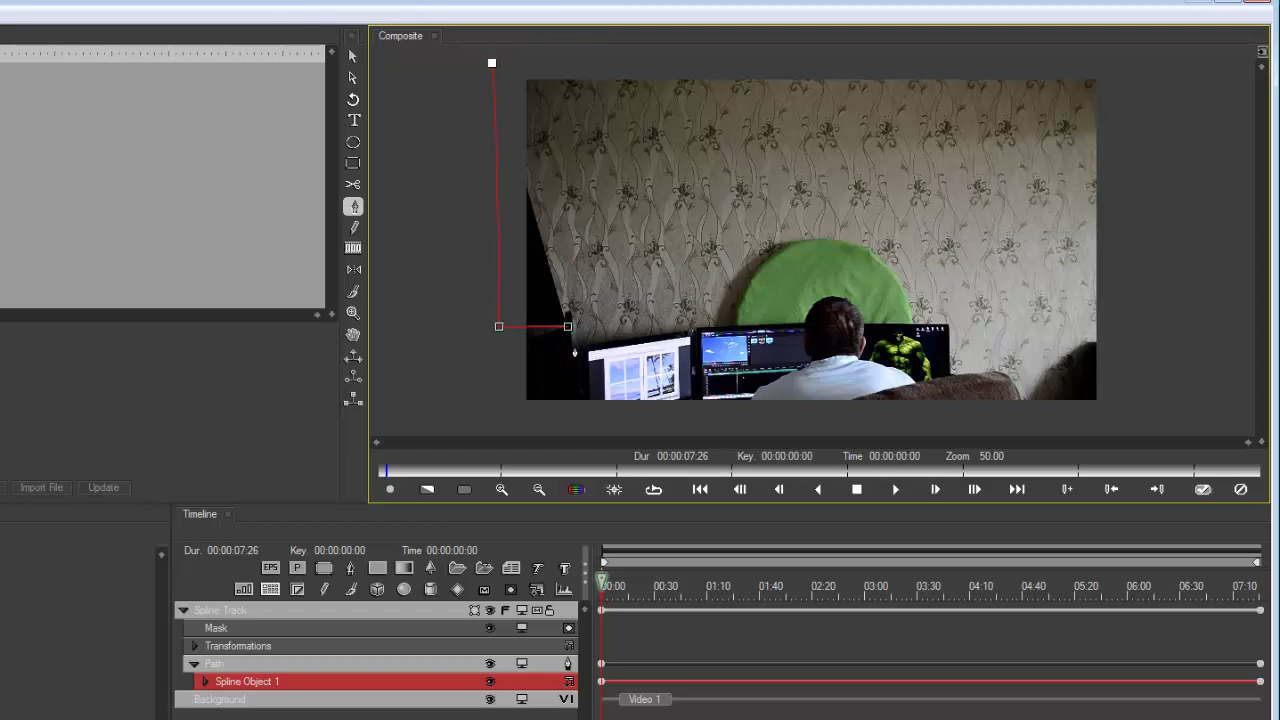 Composite
Dur 00:00:07:26 Key. 00:00:00:00 Time 00:00:00:00 Zoom 50.00
Import File Update
Timeline
Dur. 00:00:07:26 Key. 00:00:00:00 Time 00:00:00:00
EPS P
00:00 00:30 01:10 01:40 02:20 03:00 03:30 04:10 04:40 05:20 06:00 06:30 07:10
Spline Track
Mask
Transformations
Path
Spline Object 1
Background V1 Video 1